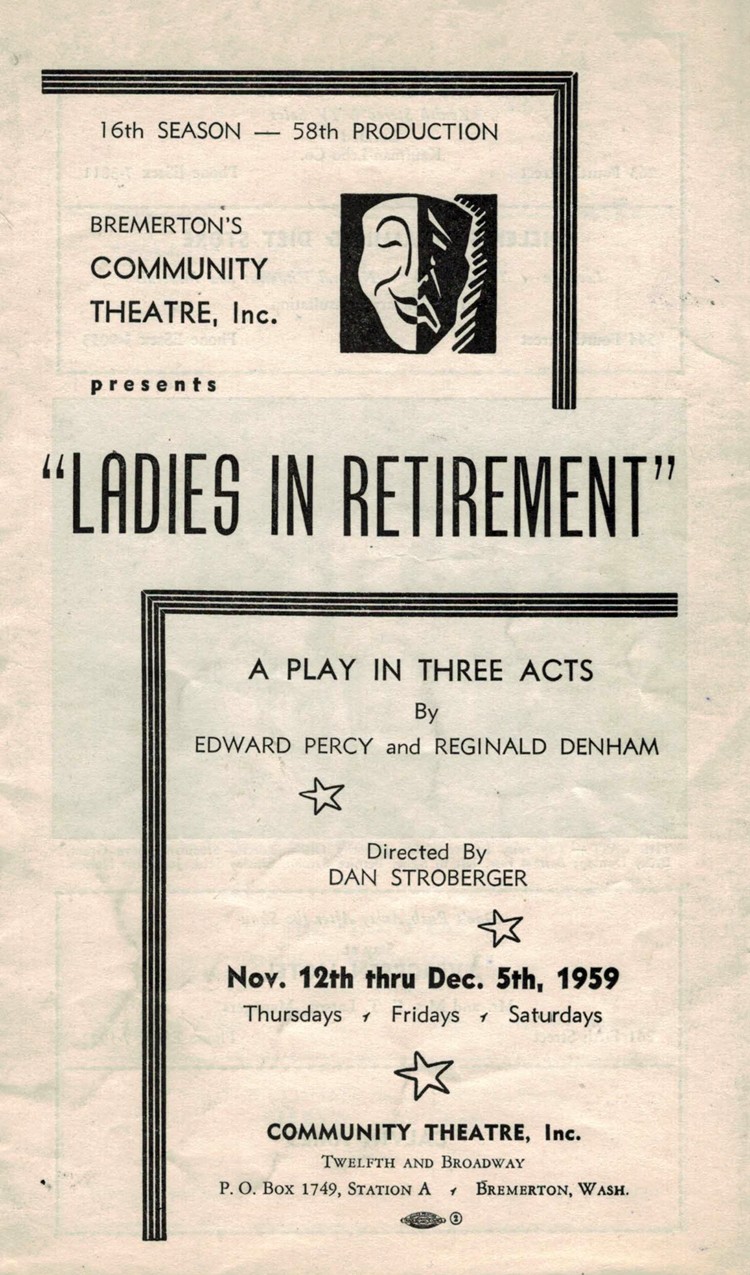 16th SEASON — 58th PRODUCTION
BREMERTON'S
COMMUNITY
THEATRE, Inc.
presents
"LADIES IN RETIREMENT"
A PLAY IN THREE ACTS
By
EDWARD PERCY and REGINALD DENHAM
Directed By
DAN STROBERGER
Nov. 12th thru Dec. 5th, 1959
Thursdays , Fridays , Saturdays
COMMUNITY THEATRE, Inc.
TWELFTH AND BROADWAY
P. O. BOX 1749, STATION A , BREMERTON, WASH.
2